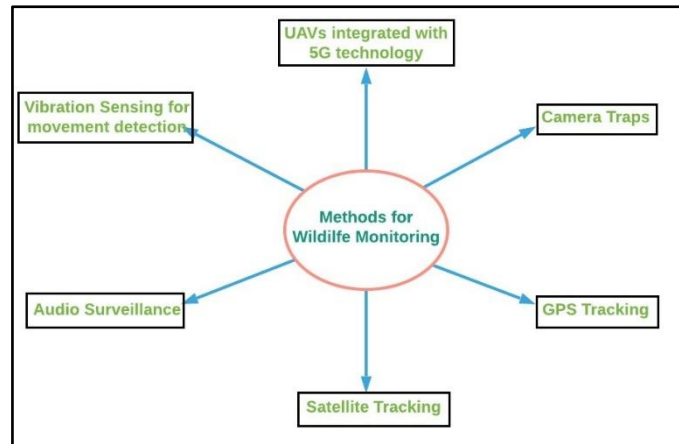 UAVs integrated with
5G technology
Vibration Sensing for
movement detection
Camera Traps
Methods for
Wildilfe Monitoring
Audio Surveillance
GPS Tracking
Satellite Tracking